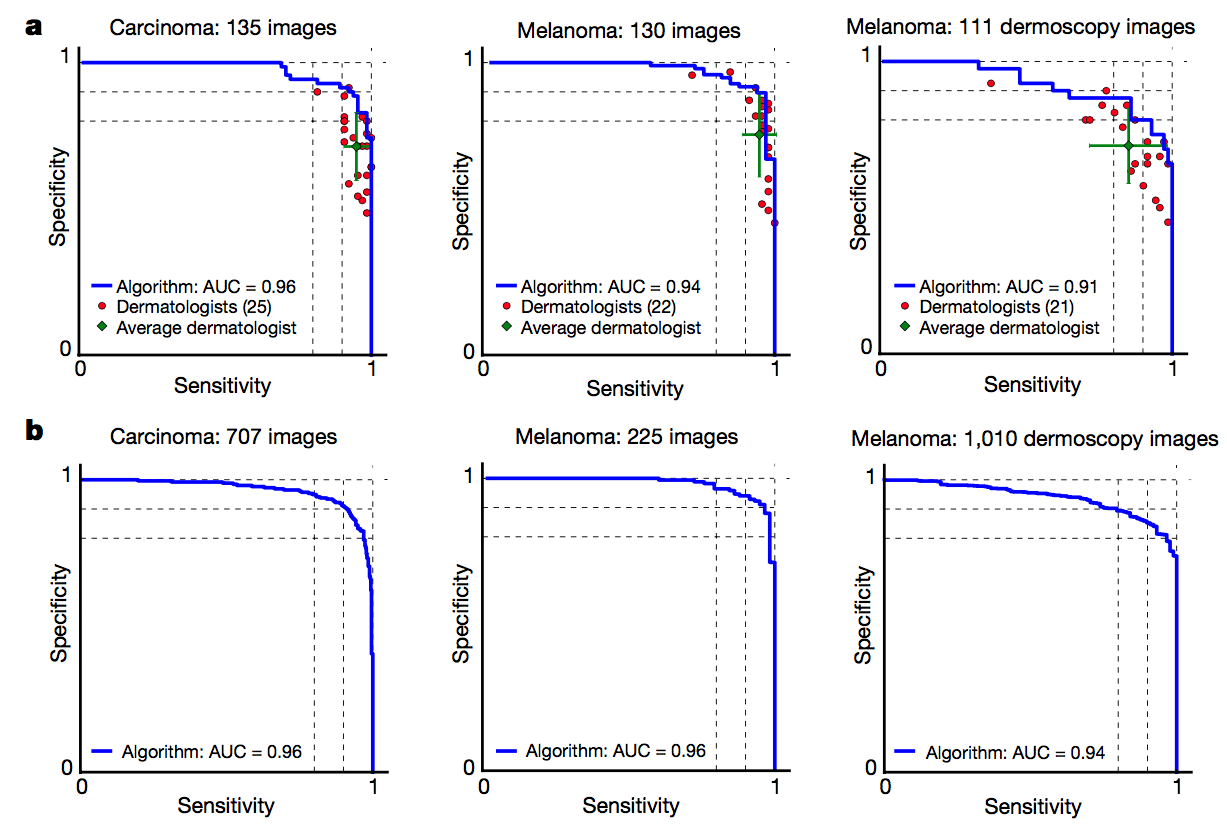 a
Carcinoma: 135 images
1
Specificity
Algorithm: AUC = 0.96
Dermatologists (25)
Average dermatologist
0
0
1
Sensitivity
Melanoma: 130 images
1
Specificity
Algorithm: AUC = 0.94
Dermatologists (22)
Average dermatologist
0
0
1
Sensitivity
Melanoma: 111 dermoscopy images
1
Specificity
Algorithm: AUC = 0.91
Dermatologists (21)
Average dermatologist
0
0
1
Sensitivity
b
Carcinoma: 707 images
1
Specificity
Algorithm: AUC = 0.96
0
0
1
Sensitivity
Melanoma: 225 images
1
Specificity
Algorithm: AUC = 0.96
0
0
1
Sensitivity
Melanoma: 1,010 dermoscopy images
1
Specificity
Algorithm: AUC = 0.94
0
0
1
Sensitivity